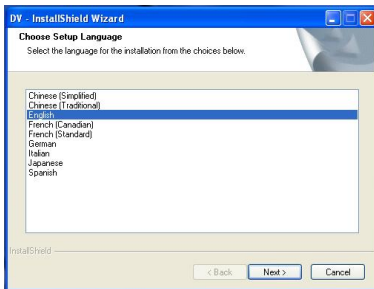 DV - InstallShield Wizard
Choose Setup Language
Select the language for the installation from the choices below.
Chinese (Simplified)
Chinese (Traditional)
English
French (Canadian)
French (Standard)
German
Italian
Japanese
Spanish
InstallShield
< Back
Next >
Cancel